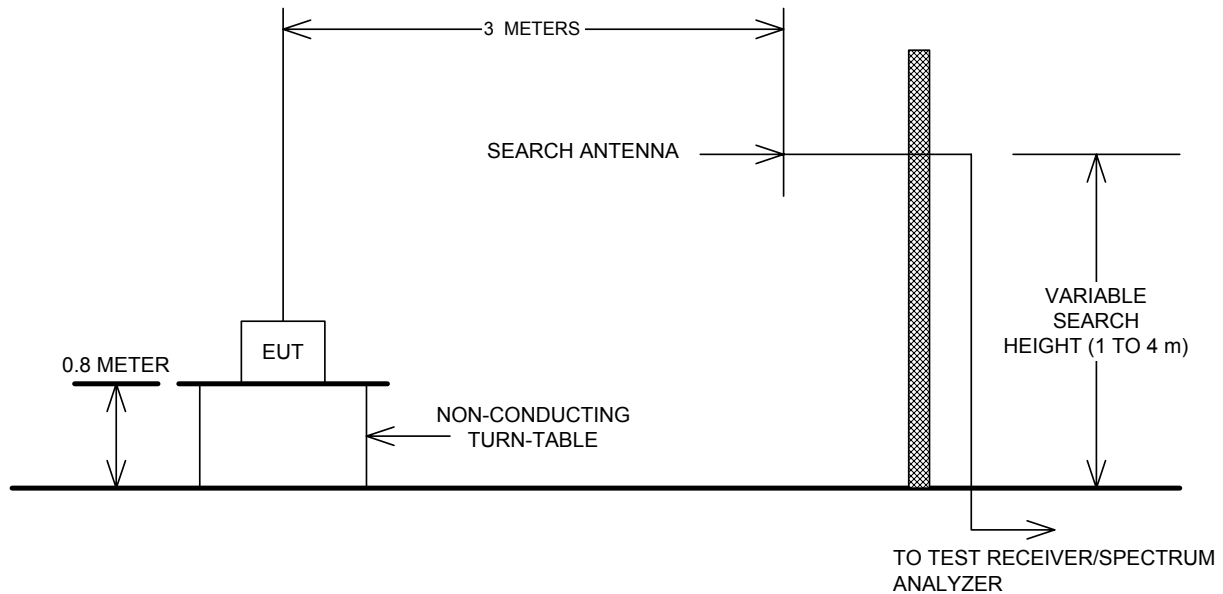 3 METERS
SEARCH ANTENNA
EUT
0.8 METER
NON-CONDUCTING
TURN-TABLE
VARIABLE
SEARCH
HEIGHT (1 TO 4 m)
TO TEST RECEIVER/SPECTRUM
ANALYZER